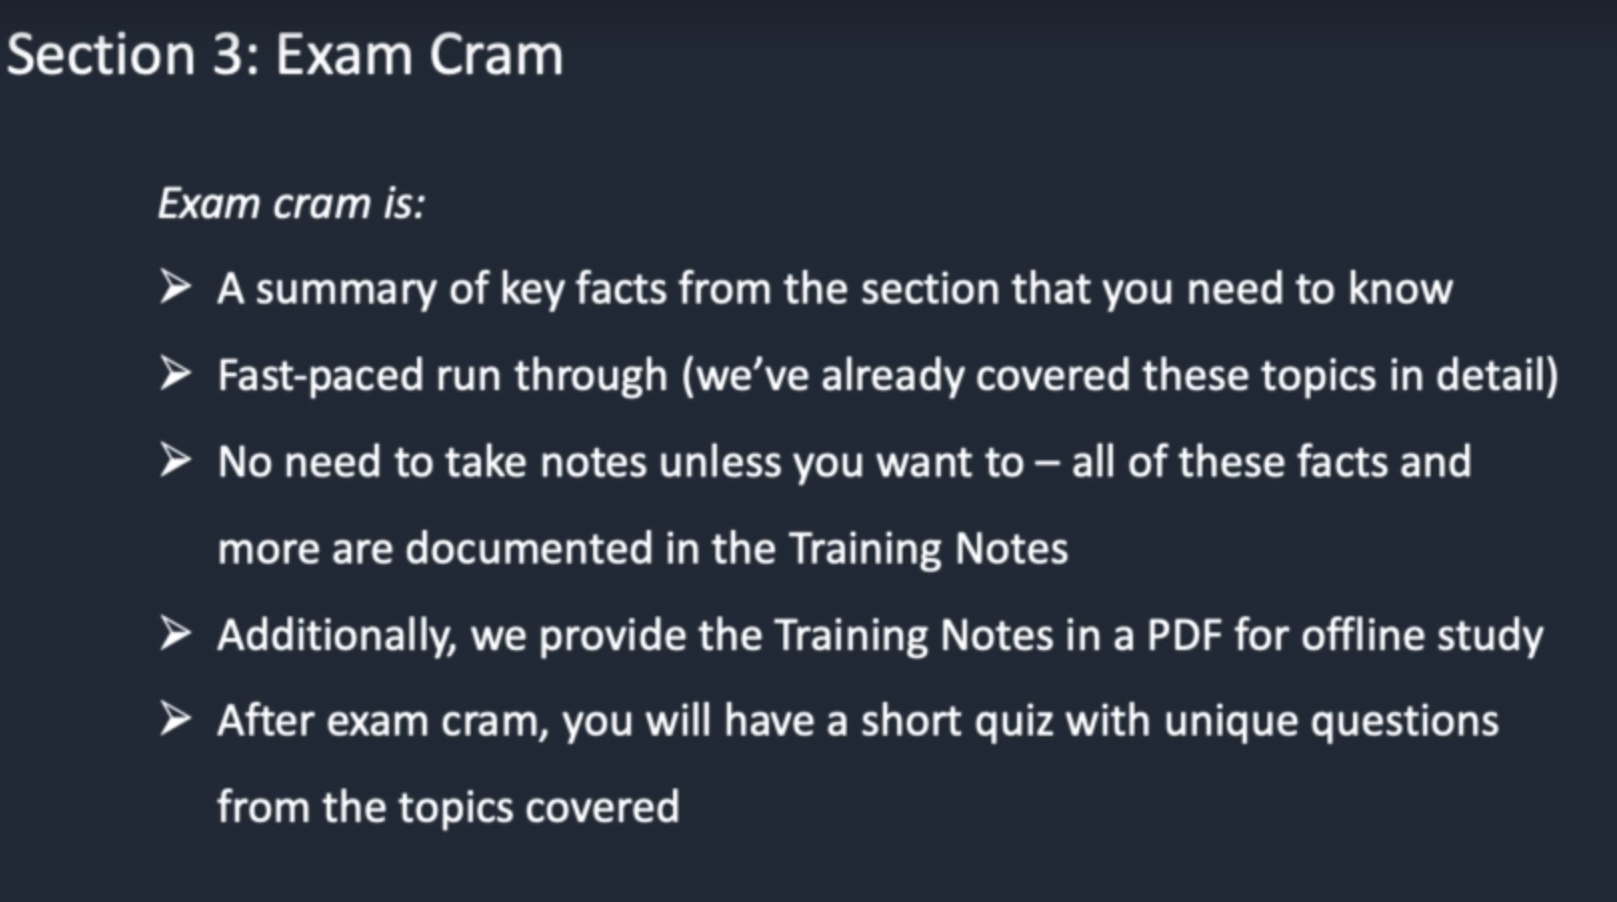 Section 3: Exam Cram
Exam cram is:
➢ A summary of key facts from the section that you need to know
➢ Fast-paced run through (we’ve already covered these topics in detail)
➢ No need to take notes unless you want to – all of these facts and
more are documented in the Training Notes
➢ Additionally, we provide the Training Notes in a PDF for offline study
➢ After exam cram, you will have a short quiz with unique questions
from the topics covered